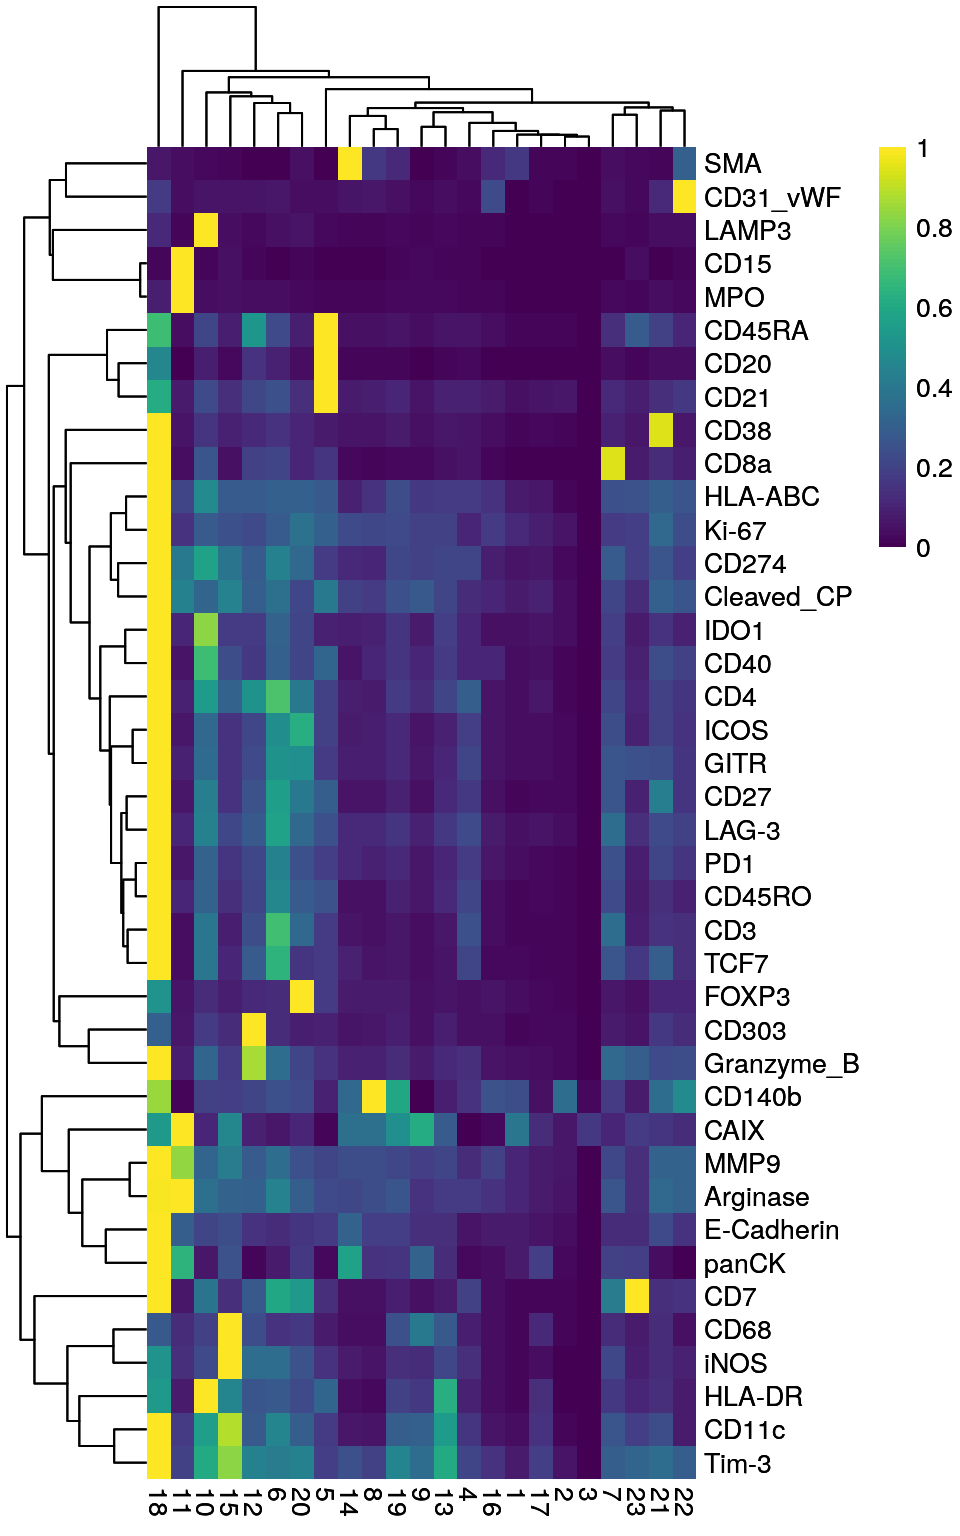 SMA
CD31_vWF
LAMP3
CD15
MPO
CD45RA
CD20
CD21
CD38
CD8a
HLA-ABC
Ki-67
CD274
Cleaved_CP
IDO1
CD40
CD4
ICOS
GITR
CD27
LAG-3
PD1
CD45RO
CD3
TCF7
FOXP3
CD303
Granzyme_B
CD140b
CAIX
MMP9
Arginase
E-Cadherin
panCK
CD7
CD68
iNOS
HLA-DR
CD11c
Tim-3
1
0.8
0.6
0.4
0.2
0
18 11 10 15 12 6 20 5 14 8 19 9 13 4 16 1 17 2 3 7 23 21 22